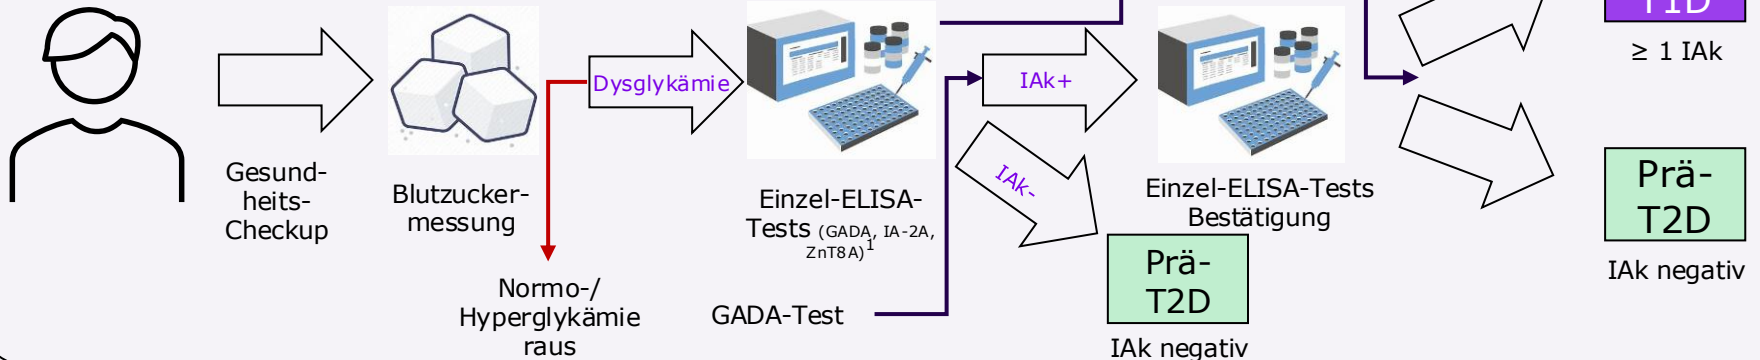 Gesund-
heits-
Checkup
Blutzucker-
messung
Dysglykämie
Normo-/
Hyperglykämie
raus
Einzel-ELISA-
Tests (GADA, IA-2A,
ZnT8A)1
GADA-Test
IAk+
IAk-
Prä-
T2D
IAk negativ
Einzel-ELISA-Tests
Bestätigung
T1D
≥ 1 IAk
Prä-
T2D
IAk negativ